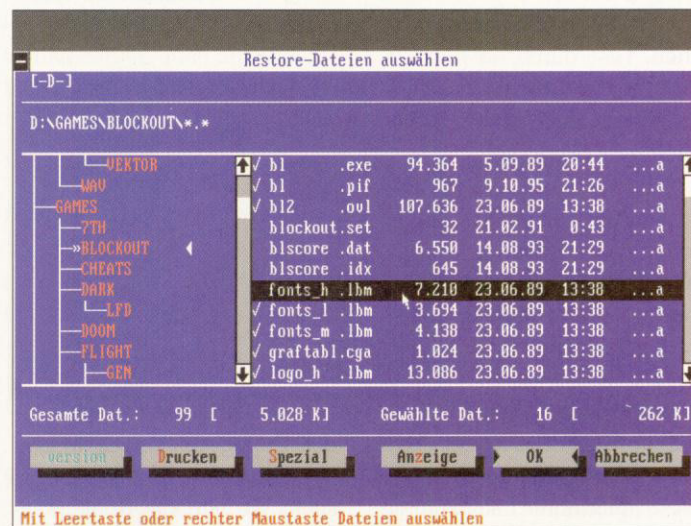 Restore-Dateien auswählen
[-D-]
D:\GAMES\BLOCKOUT\*.*
VEKTOR
WAV
GAMES
7TH
»BLOCKOUT
CHEATS
DARK
LFD
DOOM
FLIGHT
GEN
√ bl .exe 94.364 5.09.89 20:44 ...a
√ bl .pif 967 9.10.95 21:26 ...a
√ bl2 .ovl 107.636 23.06.89 13:38 ...a
blockout.set 32 21.02.91 0:43 ...a
blscore .dat 6.550 14.08.93 21:29 ...a
blscore .idx 645 14.08.93 21:29 ...a
fonts_h .lbm 7.210 23.06.89 13:38 ...a
√ fonts_l .lbm 3.694 23.06.89 13:38 ...a
√ fonts_m .lbm 4.138 23.06.89 13:38 ...a
√ graftabl.cga 1.024 23.06.89 13:38 ...a
√ logo_h .lbm 13.086 23.06.89 13:38 ...a
Gesamte Dat.: 99 [ 5.028 K] Gewählte Dat.: 16 [ 262 K]
Version Drucken Spezial Anzeige OK Abbrechen
Mit Leertaste oder rechter Maustaste Dateien auswählen